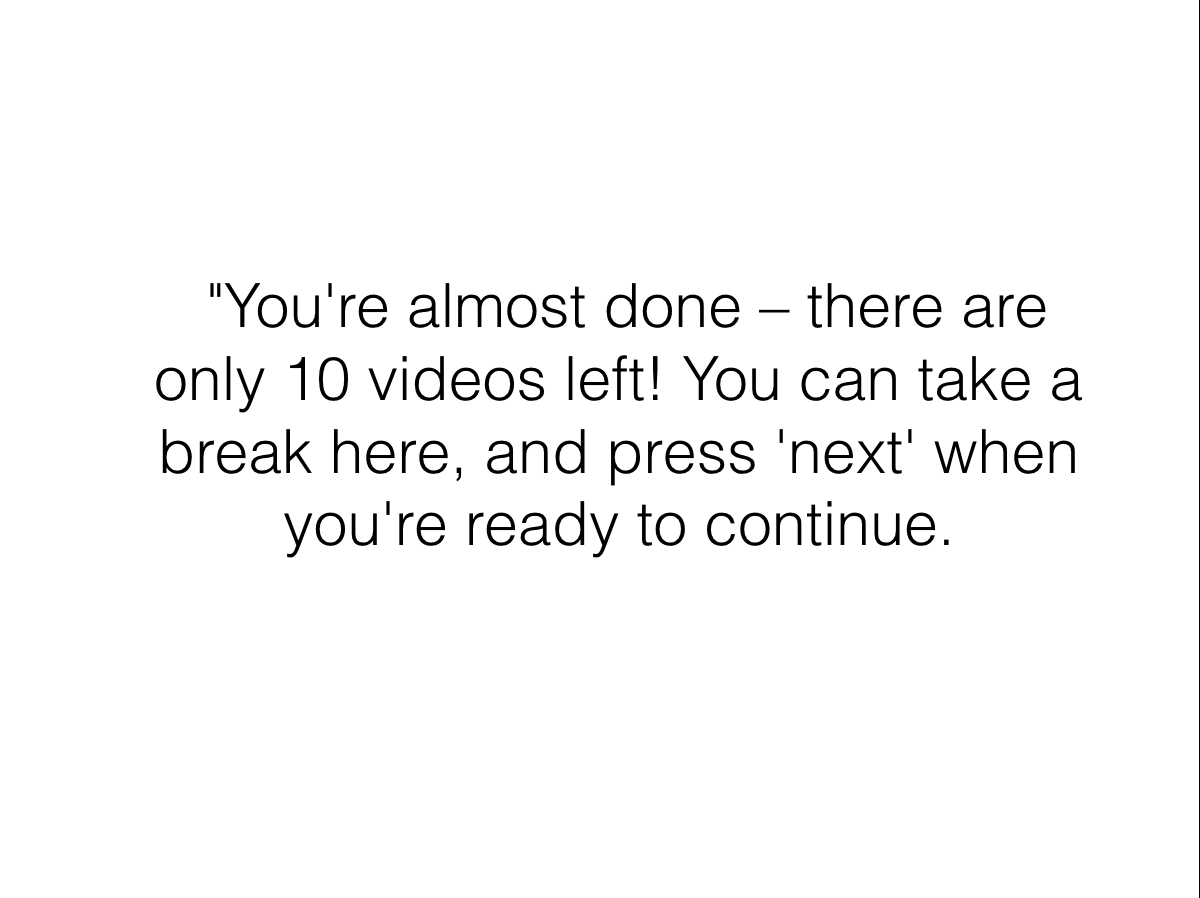 "You're almost done – there are
only 10 videos left! You can take a
break here, and press 'next' when
you're ready to continue.